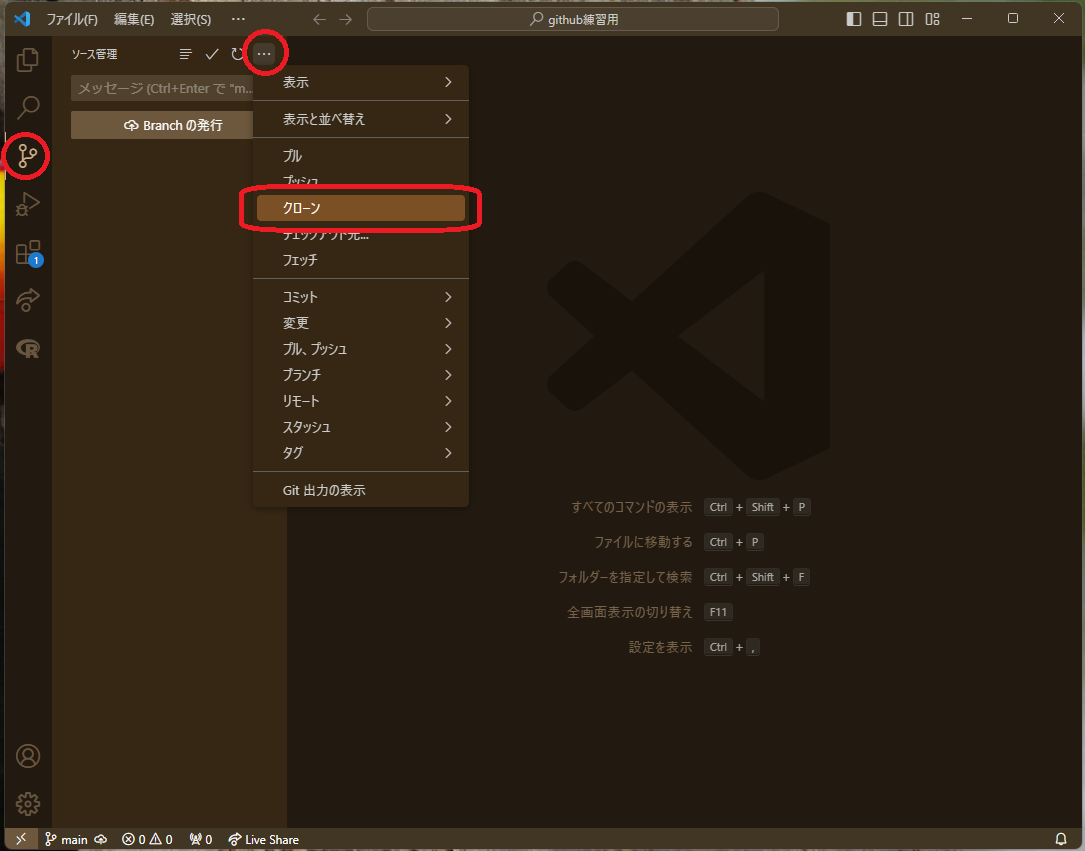 ファイル(F) 編集(E) 選択(S) … github練習用
ソース管理
メッセージ (Ctrl+Enter で "m...
Branch の発行
表示
表示と並べ替え
プル
プッシュ
クローン
チェックアウト先...
フェッチ
コミット
変更
プル、プッシュ
ブランチ
リモート
スタッシュ
タグ
Git 出力の表示
1
R
すべてのコマンドの表示 Ctrl + Shift + P
ファイルに移動する Ctrl + P
フォルダーを指定して検索 Ctrl + Shift + F
全画面表示の切り替え F11
設定を表示 Ctrl + ,
main 0 0 0 Live Share